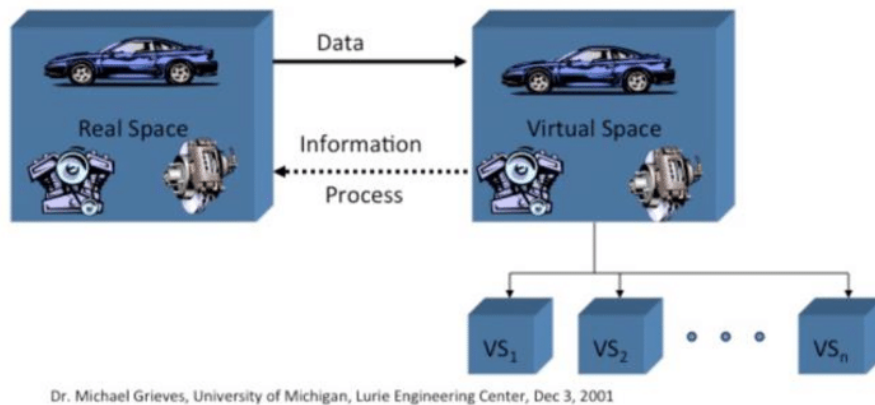 Data
Real Space
Virtual Space
Information
Process
VS₁
VS₂
VSₙ
Dr. Michael Grieves, University of Michigan, Lurie Engineering Center, Dec 3, 2001